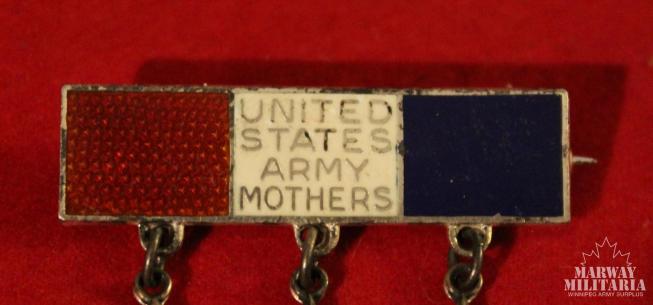 UNITED
STATES
ARMY
MOTHERS
MARWAY
MILITARIA
WINNIPEG ARMY SURPLUS